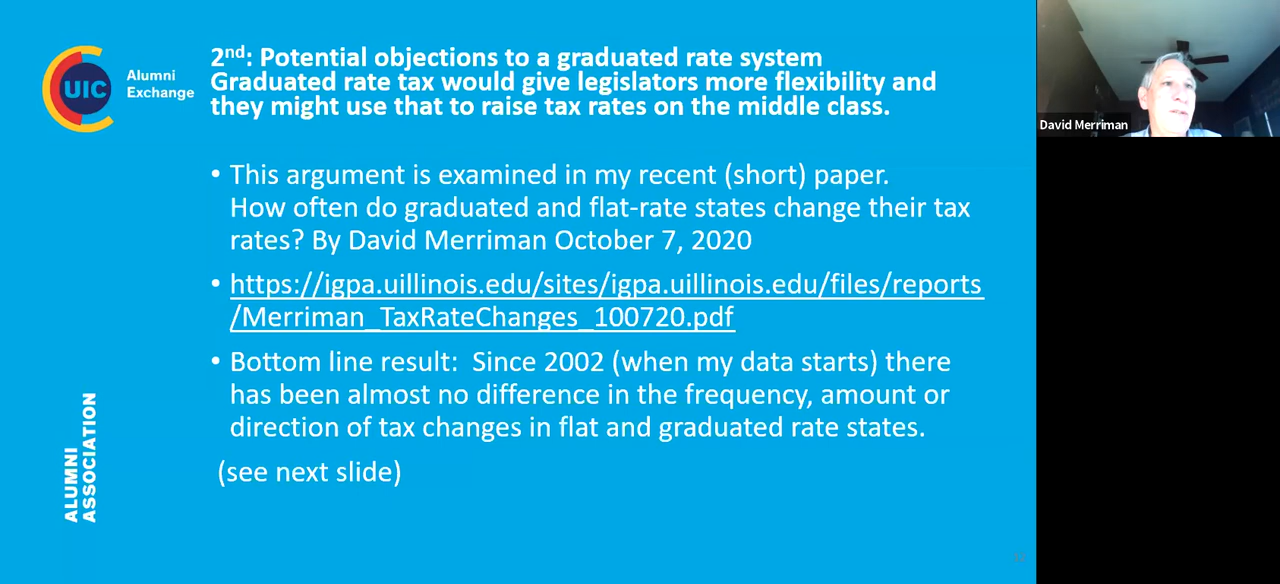 UIC
Alumni
Exchange
2nd: Potential objections to a graduated rate system
Graduated rate tax would give legislators more flexibility and
they might use that to raise tax rates on the middle class.
• This argument is examined in my recent (short) paper.
How often do graduated and flat-rate states change their tax
rates? By David Merriman October 7, 2020
• https://igpa.uillinois.edu/sites/igpa.uillinois.edu/files/reports
/Merriman_TaxRateChanges_100720.pdf
• Bottom line result:  Since 2002 (when my data starts) there
has been almost no difference in the frequency, amount or
direction of tax changes in flat and graduated rate states.
(see next slide)
ALUMNI
ASSOCIATION
David Merriman